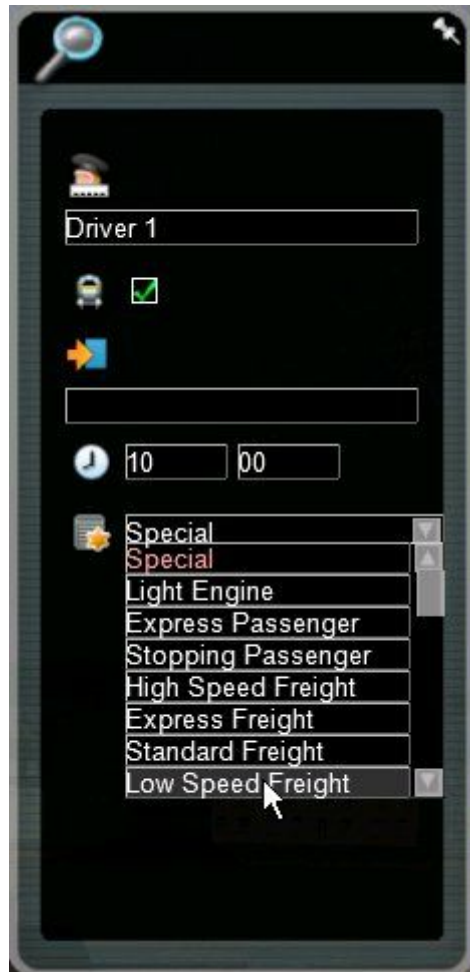 Driver 1
10 00
Special
Special
Light Engine
Express Passenger
Stopping Passenger
High Speed Freight
Express Freight
Standard Freight
Low Speed Freight